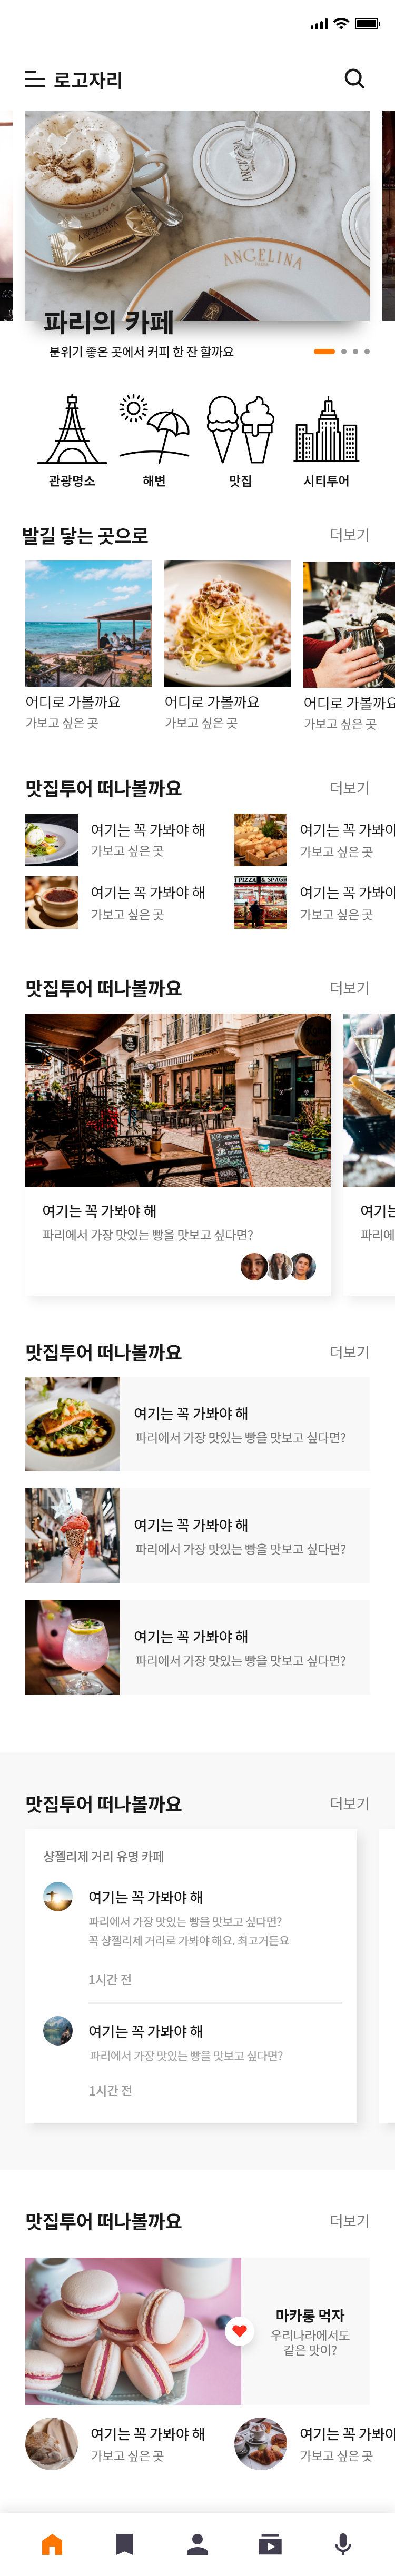 로고자리
ANGELINA
ANGELINA
ANGELINA
ANGELINA
파리의 카페
분위기 좋은 곳에서 커피 한 잔 할까요
관광명소
해변
맛집
시티투어
발길 닿는 곳으로
더보기
어디로 가볼까요
가보고 싶은 곳
어디로 가볼까요
가보고 싶은 곳
어디로 가볼까요
가보고 싶은 곳
맛집투어 떠나볼까요
더보기
여기는 꼭 가봐야 해
가보고 싶은 곳
여기는 꼭 가봐야
가보고 싶은 곳
여기는 꼭 가봐야 해
가보고 싶은 곳
PIZZA & SPAGH
여기는 꼭 가봐야
가보고 싶은 곳
맛집투어 떠나볼까요
더보기
여기는 꼭 가봐야 해
파리에서 가장 맛있는 빵을 맛보고 싶다면?
여기는
파리에
맛집투어 떠나볼까요
더보기
여기는 꼭 가봐야 해
파리에서 가장 맛있는 빵을 맛보고 싶다면?
여기는 꼭 가봐야 해
파리에서 가장 맛있는 빵을 맛보고 싶다면?
여기는 꼭 가봐야 해
파리에서 가장 맛있는 빵을 맛보고 싶다면?
맛집투어 떠나볼까요
더보기
샹젤리제 거리 유명 카페
여기는 꼭 가봐야 해
파리에서 가장 맛있는 빵을 맛보고 싶다면?
꼭 샹젤리제 거리로 가봐야 해요. 최고거든요
1시간 전
여기는 꼭 가봐야 해
파리에서 가장 맛있는 빵을 맛보고 싶다면?
1시간 전
맛집투어 떠나볼까요
더보기
마카롱 먹자
우리나라에서도
같은 맛이?
여기는 꼭 가봐야 해
가보고 싶은 곳
여기는 꼭 가봐야
가보고 싶은 곳